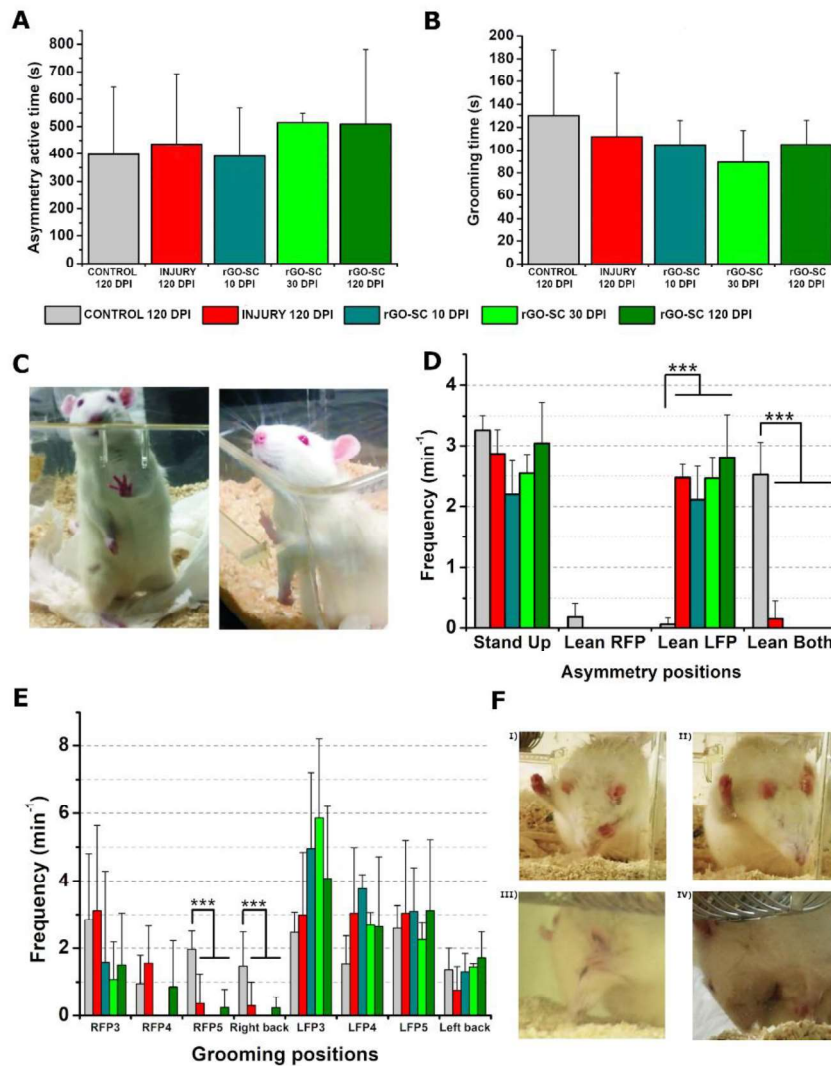 A
Asymmetry active time (s)
800
700
600
500
400
300
200
100
0
CONTROL INJURY rGO-SC rGO-SC rGO-SC
120 DPI 120 DPI 10 DPI 30 DPI 120 DPI
B
Grooming time (s)
200
180
160
140
120
100
80
60
40
20
0
CONTROL INJURY rGO-SC rGO-SC rGO-SC
120 DPI 120 DPI 10 DPI 30 DPI 120 DPI
CONTROL 120 DPI INJURY 120 DPI rGO-SC 10 DPI rGO-SC 30 DPI rGO-SC 120 DPI
C
D
Frequency (min⁻¹)
4
3
2
1
0
*** ***
Stand Up Lean RFP Lean LFP Lean Both
Asymmetry positions
E
Frequency (min⁻¹)
8
6
4
2
0
*** ***
RFP3 RFP4 RFP5 Right back LFP3 LFP4 LFP5 Left back
Grooming positions
F
I) II)
III) IV)